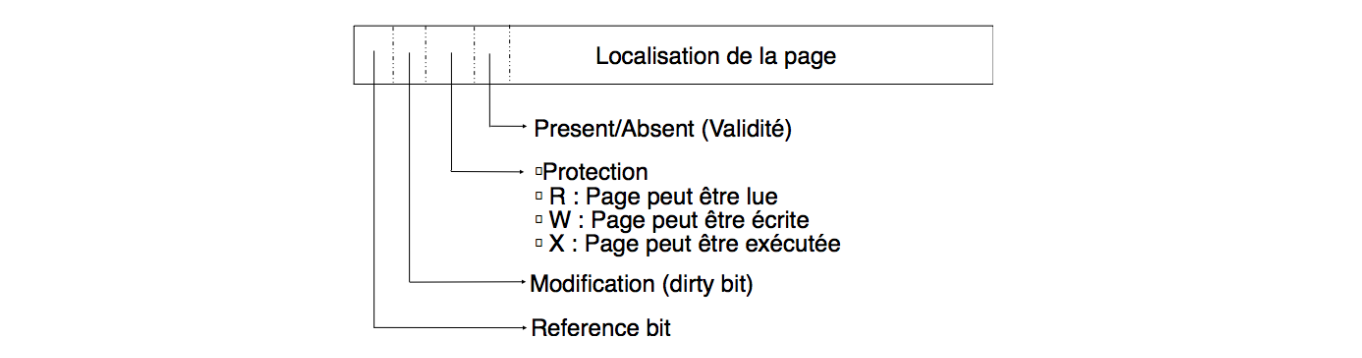 Localisation de la page
Present/Absent (Validité)
▯Protection
▯ R : Page peut être lue
▯ W : Page peut être écrite
▯ X : Page peut être exécutée
Modification (dirty bit)
Reference bit